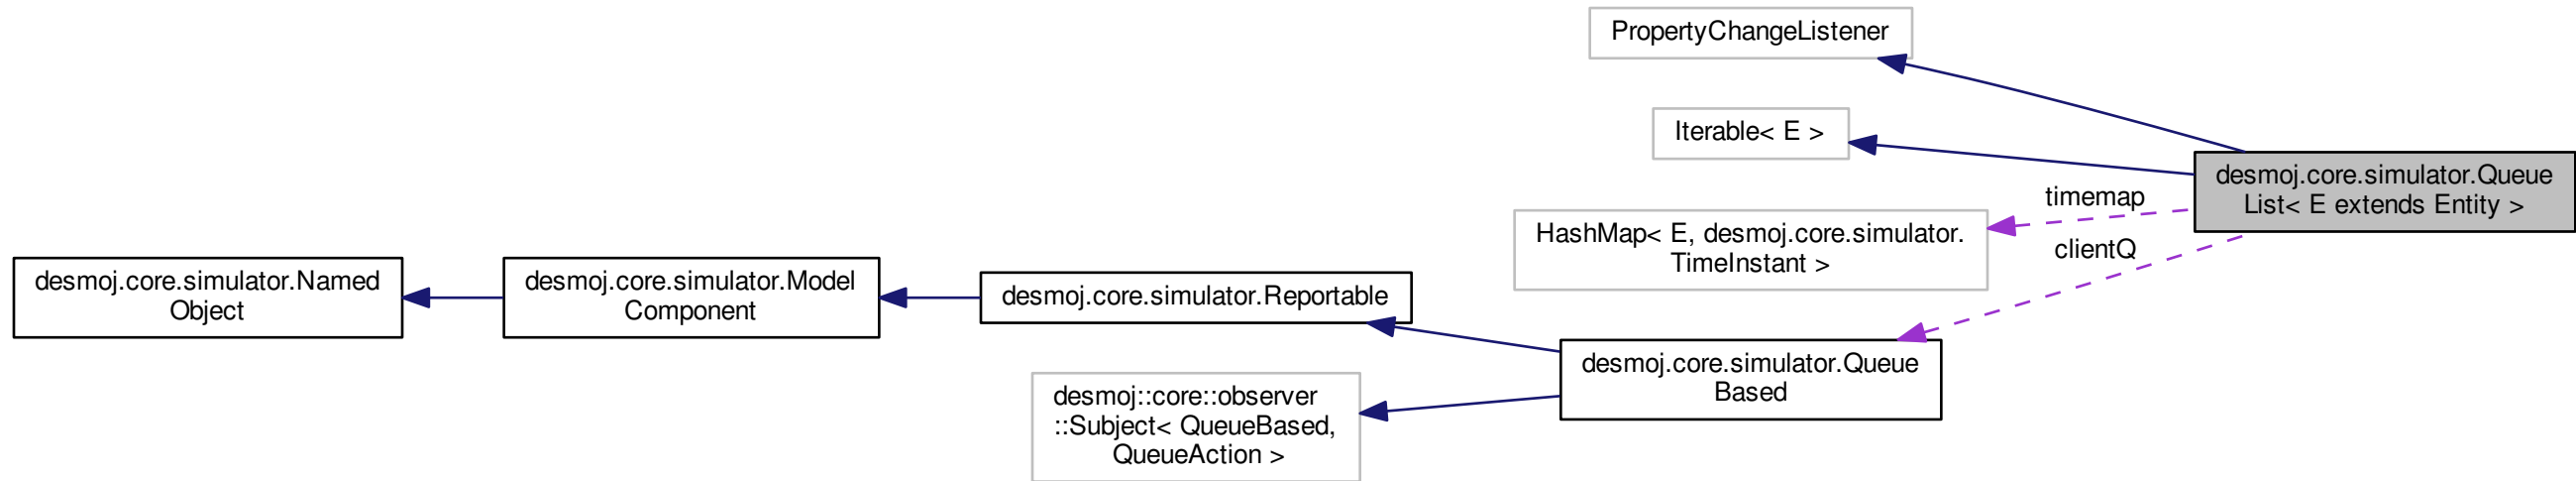 PropertyChangeListener
Iterable< E >
desmoj.core.simulator.Queue
List< E extends Entity >
timemap
HashMap< E, desmoj.core.simulator.
TimeInstant >
clientQ
desmoj.core.simulator.Named
Object
desmoj.core.simulator.Model
Component
desmoj.core.simulator.Reportable
desmoj.core.simulator.Queue
Based
desmoj::core::observer
::Subject< QueueBased,
QueueAction >